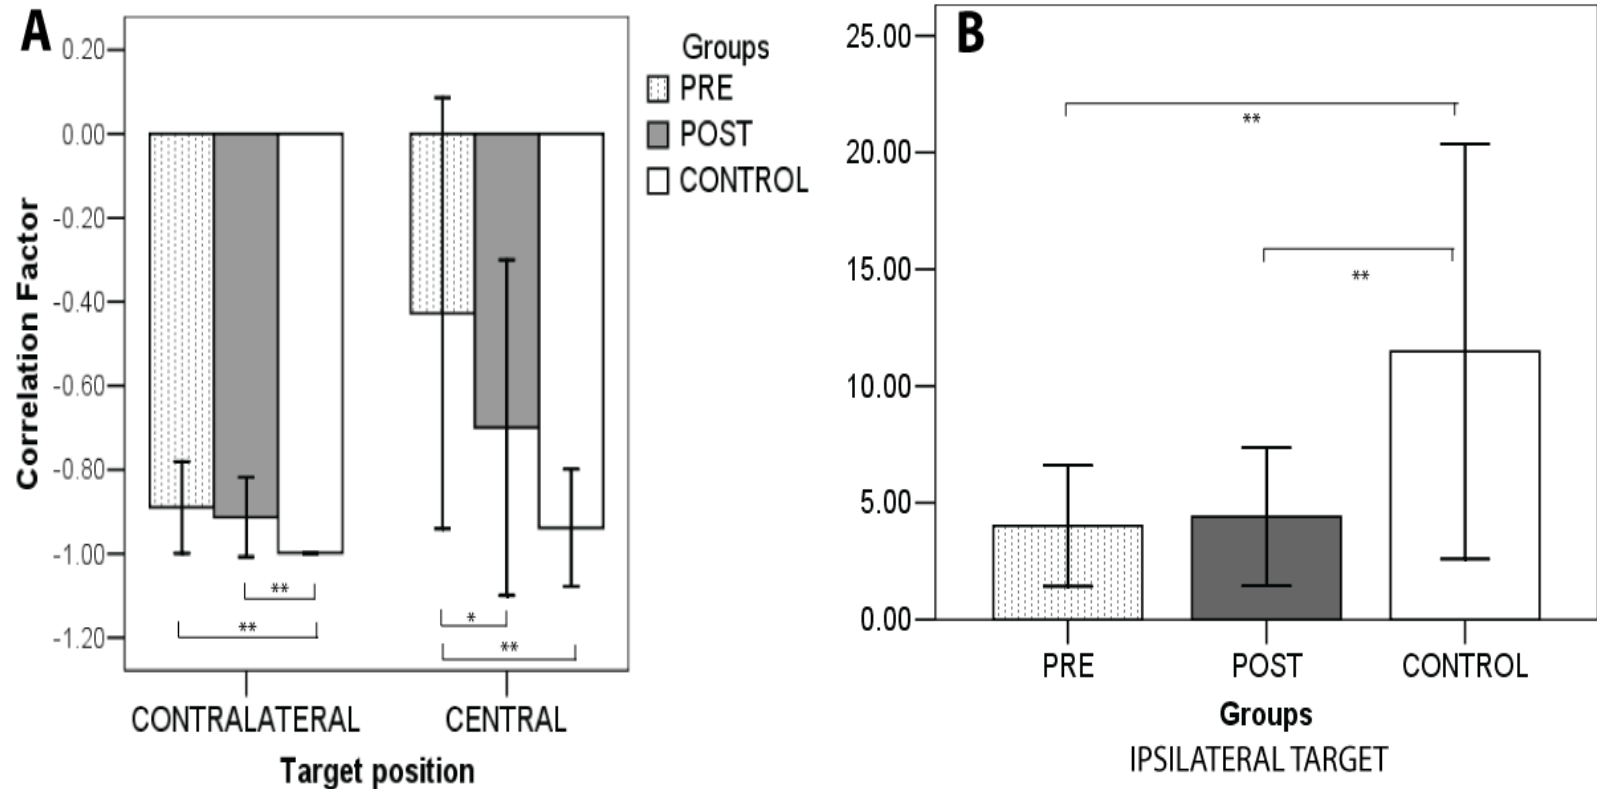 A
0.20
0.00
-0.20
-0.40
-0.60
-0.80
-1.00
-1.20
Correlation Factor
**
**
*
**
CONTRALATERAL
CENTRAL
Target position
Groups
PRE
POST
CONTROL
B
25.00
20.00
15.00
10.00
5.00
0.00
**
**
PRE
POST
CONTROL
Groups
IPSILATERAL TARGET